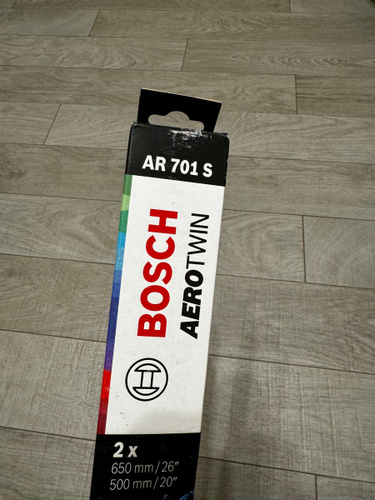 AR 701 S
BOSCH
AEROTWIN
2 x
650 mm/26"
500 mm/20"